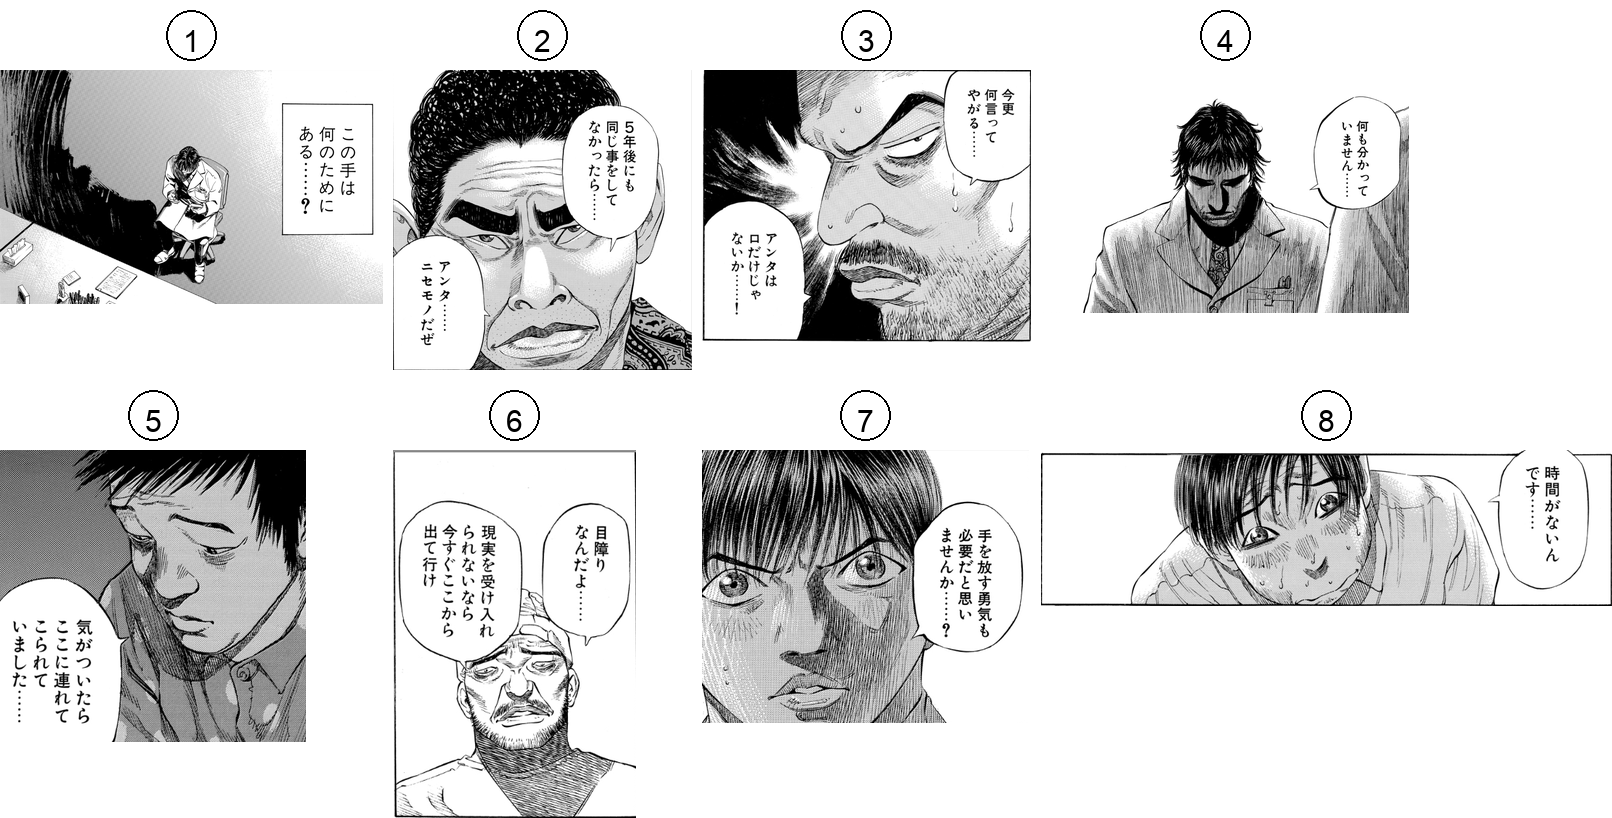 1
この手は
何のために
ある……?
2
5年後にも
同じ事をして
なかったら……
アンタ……
ニセモノだぜ
3
今更
何言って
やがる……
アンタは
口だけじゃ
ないか……!
4
何も分かって
いません……
5
気がついたら
ここに連れて
こられて
いました……
6
目障り
なんだよ……
現実を受け入れ
られないなら
今すぐここから
出て行け
7
手を放す勇気も
必要だと思い
ませんか……?
8
時間がないん
です……